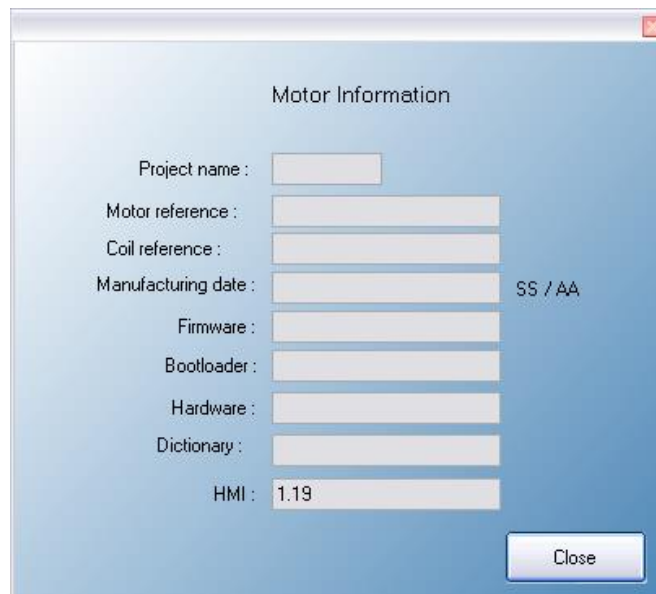 Motor Information
Project name :
Motor reference :
Coil reference :
Manufacturing date : SS / AA
Firmware :
Bootloader :
Hardware :
Dictionary :
HMI : 1.19
Close